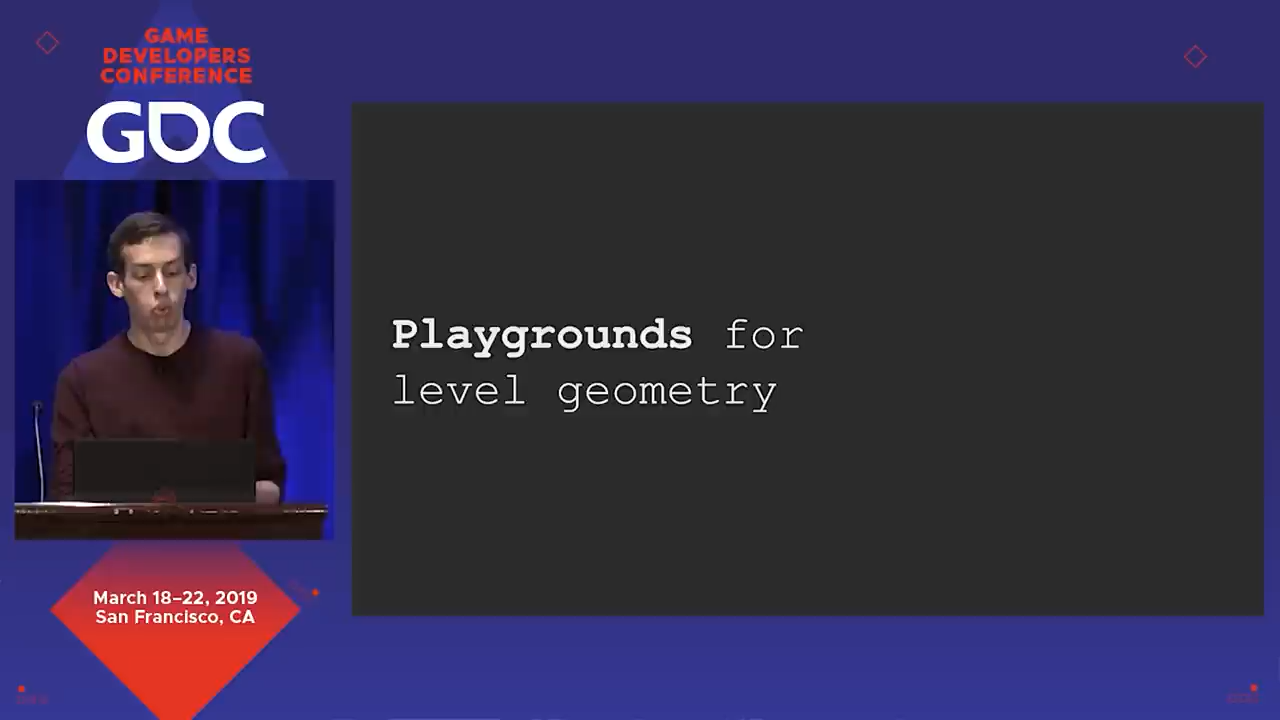 GAME
DEVELOPERS
CONFERENCE
GDC
Playgrounds for
level geometry
March 18–22, 2019
San Francisco, CA